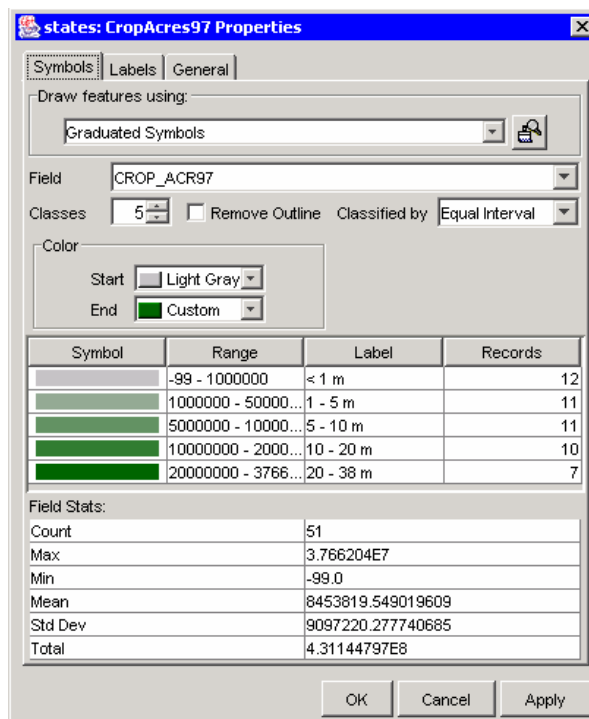 states: CropAcres97 Properties
Symbols Labels General
Draw features using:
Graduated Symbols
Field CROP_ACR97
Classes 5 Remove Outline Classified by Equal Interval
Color
Start Light Gray
End Custom
Symbol Range Label Records
-99 - 1000000 < 1 m 12
1000000 - 50000... 1 - 5 m 11
5000000 - 10000... 5 - 10 m 11
10000000 - 2000... 10 - 20 m 10
20000000 - 3766... 20 - 38 m 7
Field Stats:
Count 51
Max 3.766204E7
Min -99.0
Mean 8453819.549019609
Std Dev 9097220.277740685
Total 4.31144797E8
OK Cancel Apply